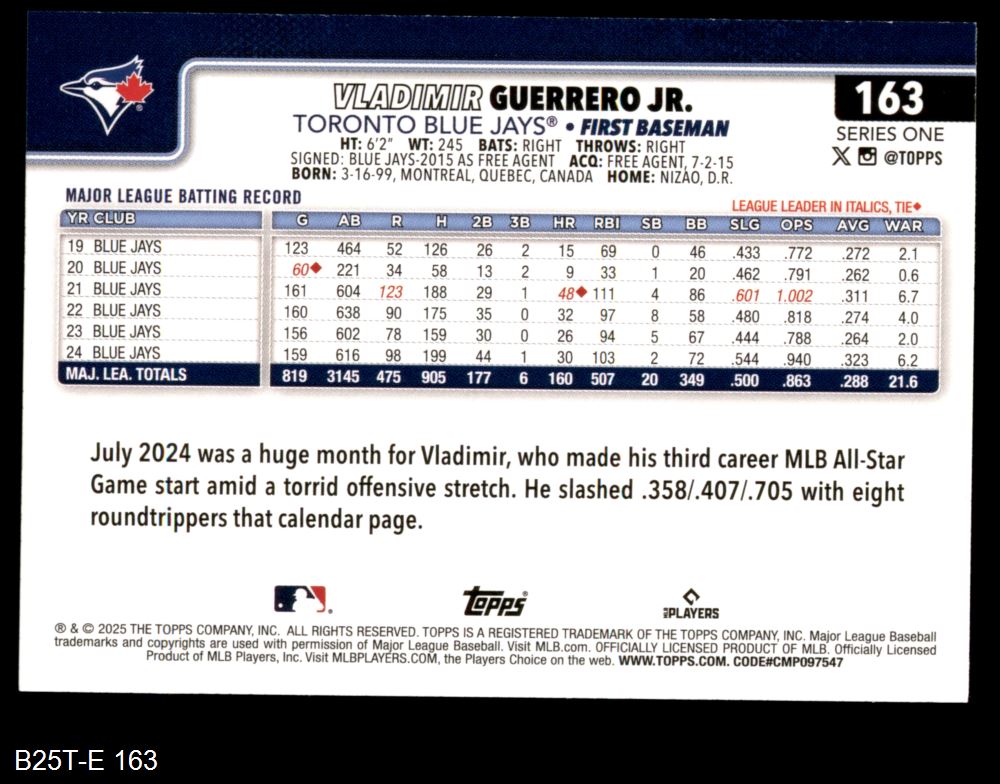 VLADIMIR GUERRERO JR.
163
TORONTO BLUE JAYS® • FIRST BASEMAN
SERIES ONE
HT: 6'2" WT: 245 BATS: RIGHT THROWS: RIGHT
@TOPPS
SIGNED: BLUE JAYS-2015 AS FREE AGENT ACQ: FREE AGENT, 7-2-15
BORN: 3-16-99, MONTREAL, QUEBEC, CANADA HOME: NIZAO, D.R.
MAJOR LEAGUE BATTING RECORD
LEAGUE LEADER IN ITALICS, TIE◆
YR CLUB G AB R H 2B 3B HR RBI SB BB SLG OPS AVG WAR
19 BLUE JAYS 123 464 52 126 26 2 15 69 0 46 .433 .772 .272 2.1
20 BLUE JAYS 60◆ 221 34 58 13 2 9 33 1 20 .462 .791 .262 0.6
21 BLUE JAYS 161 604 123 188 29 1 48◆ 111 4 86 .601 1.002 .311 6.7
22 BLUE JAYS 160 638 90 175 35 0 32 97 8 58 .480 .818 .274 4.0
23 BLUE JAYS 156 602 78 159 30 0 26 94 5 67 .444 .788 .264 2.0
24 BLUE JAYS 159 616 98 199 44 1 30 103 2 72 .544 .940 .323 6.2
MAJ. LEA. TOTALS 819 3145 475 905 177 6 160 507 20 349 .500 .863 .288 21.6
July 2024 was a huge month for Vladimir, who made his third career MLB All-Star
Game start amid a torrid offensive stretch. He slashed .358/.407/.705 with eight
roundtrippers that calendar page.
Topps®
MLB PLAYERS
® & © 2025 THE TOPPS COMPANY, INC. ALL RIGHTS RESERVED. TOPPS IS A REGISTERED TRADEMARK OF THE TOPPS COMPANY, INC. Major League Baseball
trademarks and copyrights are used with permission of Major League Baseball. Visit MLB.com. OFFICIALLY LICENSED PRODUCT OF MLB. Officially Licensed
Product of MLB Players, Inc. Visit MLBPLAYERS.COM, the Players Choice on the web. WWW.TOPPS.COM. CODE#CMP097547
B25T-E 163